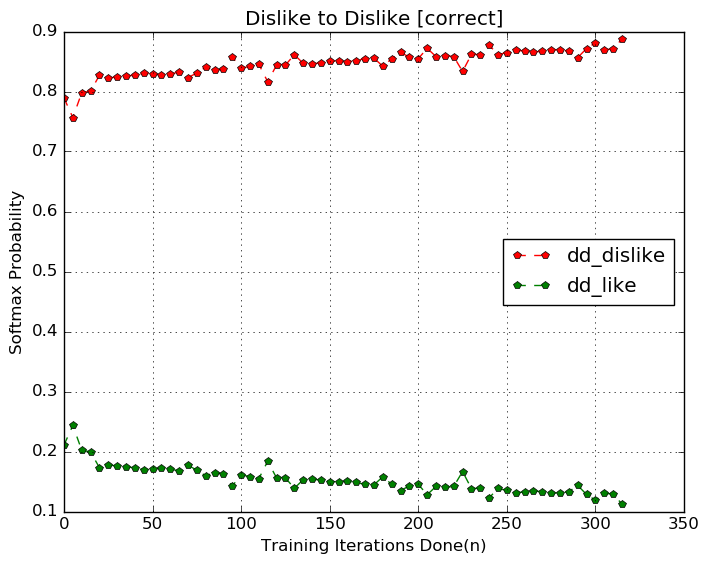 Dislike to Dislike [correct]
0.9
0.8
0.7
0.6
0.5
0.4
0.3
0.2
0.1
Softmax Probability
dd_dislike
dd_like
0 50 100 150 200 250 300 350
Training Iterations Done(n)